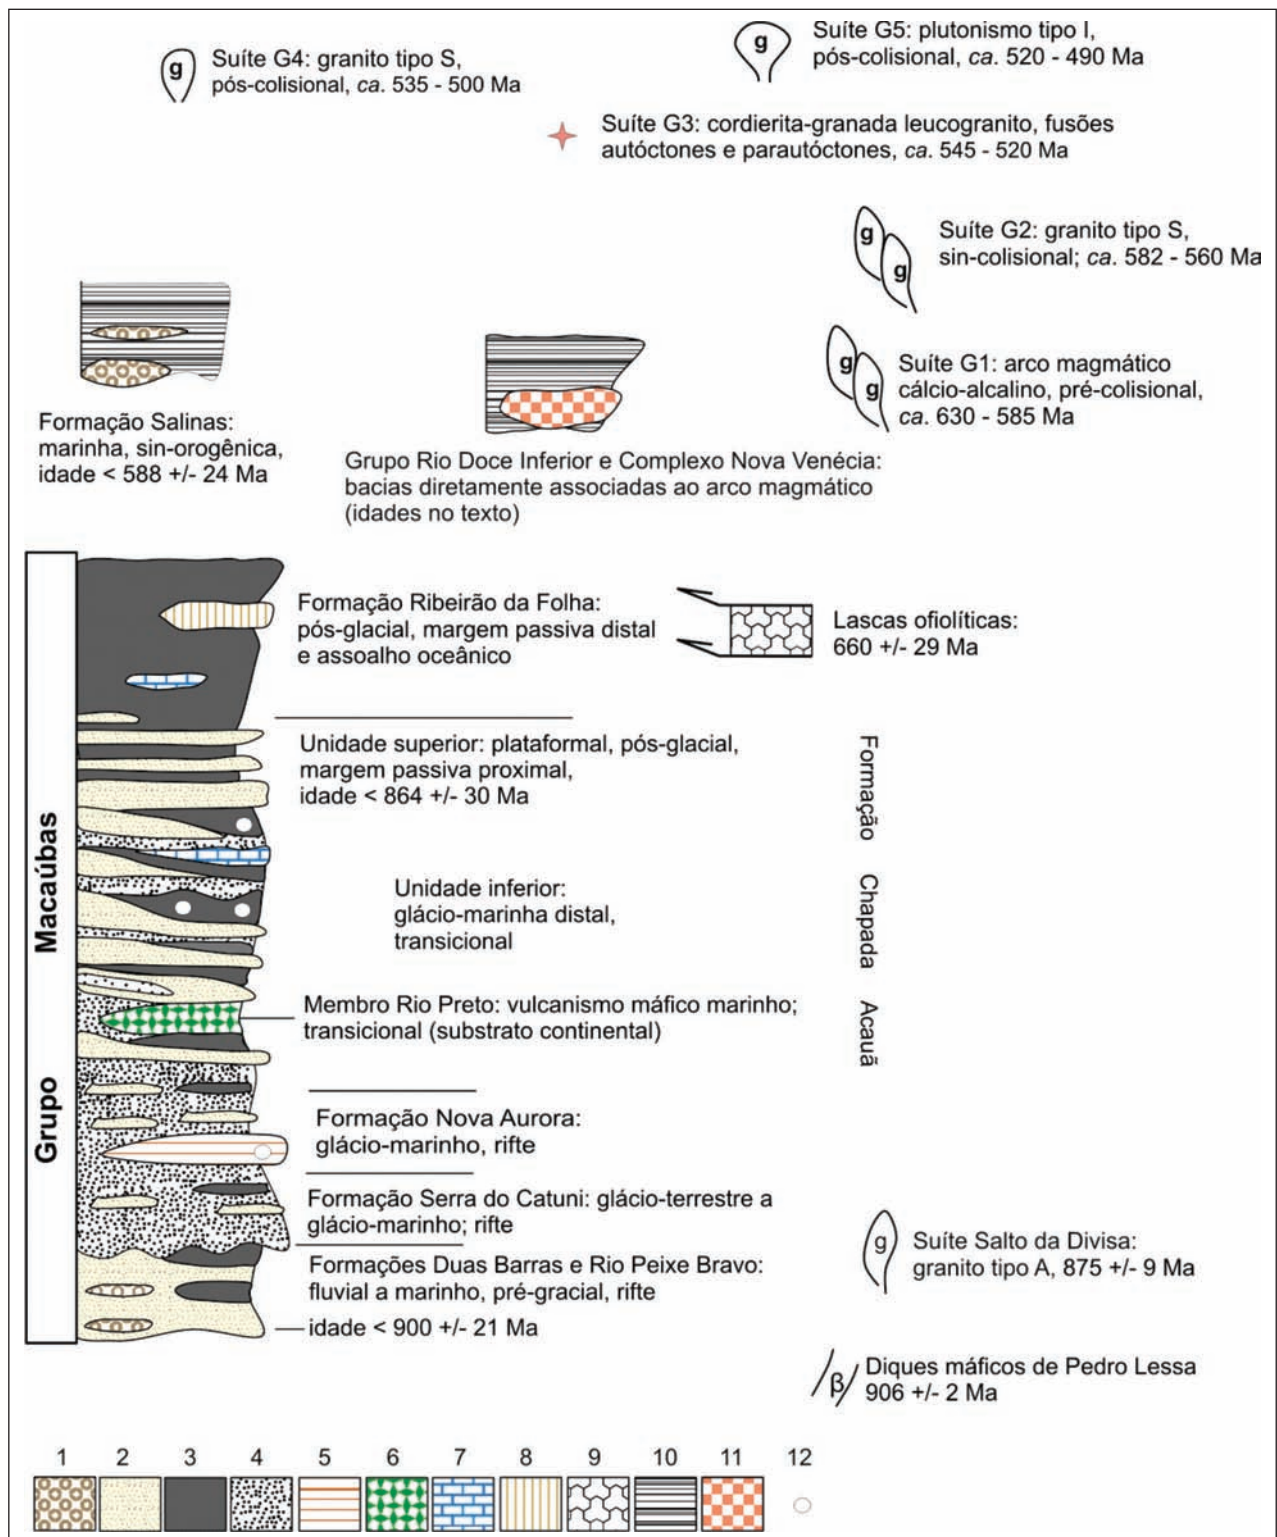 g
Suíte G4: granito tipo S,
pós-colisional, ca. 535 - 500 Ma
g
Suíte G5: plutonismo tipo I,
pós-colisional, ca. 520 - 490 Ma
Suíte G3: cordierita-granada leucogranito, fusões
autóctones e parautóctones, ca. 545 - 520 Ma
g
g
Suíte G2: granito tipo S,
sin-colisional; ca. 582 - 560 Ma
g
g
Suíte G1: arco magmático
cálcio-alcalino, pré-colisional,
ca. 630 - 585 Ma
Formação Salinas:
marinha, sin-orogênica,
idade < 588 +/- 24 Ma
Grupo Rio Doce Inferior e Complexo Nova Venécia:
bacias diretamente associadas ao arco magmático
(idades no texto)
Grupo Macaúbas
Formação Ribeirão da Folha:
pós-glacial, margem passiva distal
e assoalho oceânico
Lascas ofiolíticas:
660 +/- 29 Ma
Unidade superior: plataformal, pós-glacial,
margem passiva proximal,
idade < 864 +/- 30 Ma
Formação Chapada Acauã
Unidade inferior:
glácio-marinha distal,
transicional
Membro Rio Preto: vulcanismo máfico marinho;
transicional (substrato continental)
Formação Nova Aurora:
glácio-marinho, rifte
Formação Serra do Catuni: glácio-terrestre a
glácio-marinho; rifte
Formações Duas Barras e Rio Peixe Bravo:
fluvial a marinho, pré-gracial, rifte
idade < 900 +/- 21 Ma
g
Suíte Salto da Divisa:
granito tipo A, 875 +/- 9 Ma
β
Diques máficos de Pedro Lessa
906 +/- 2 Ma
1 2 3 4 5 6 7 8 9 10 11 12